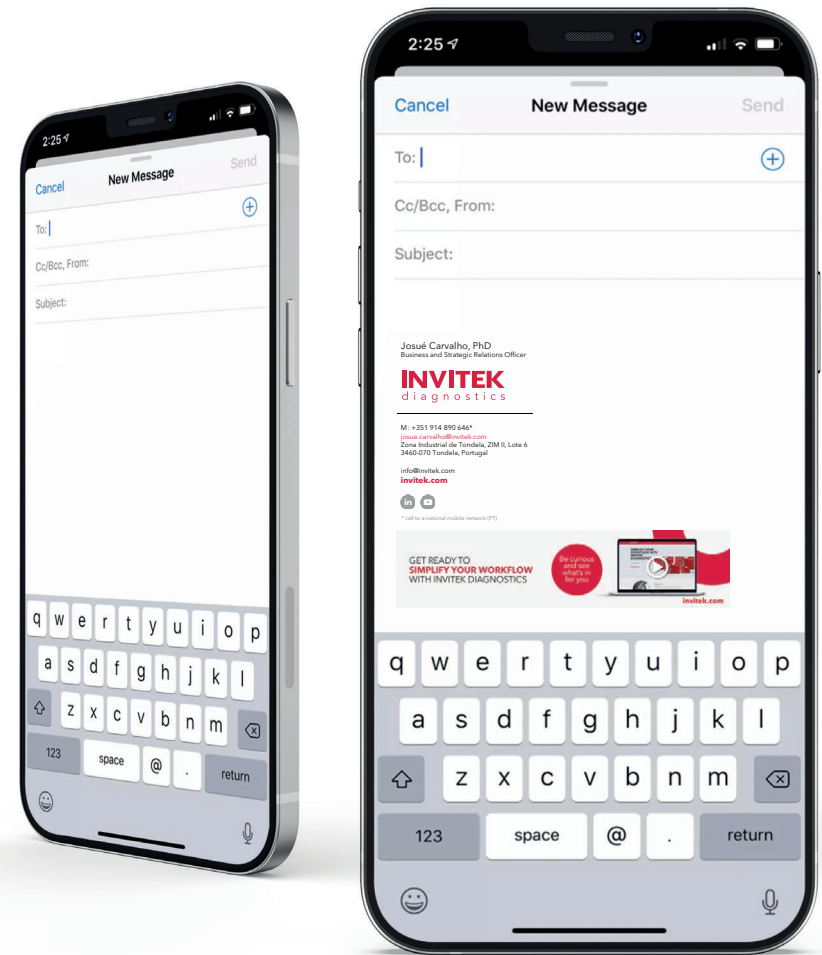 2:25
Cancel
New Message
Send
To:
Cc/Bcc, From:
Subject:
q w e r t y u i o p
a s d f g h j k l
z x c v b n m
123
space
@
.
return
2:25
Cancel
New Message
Send
To:
Cc/Bcc, From:
Subject:
Josué Carvalho, PhD
Business and Strategic Relations Officer
INVITEK
diagnostics
M: +351 914 890 646*
josue.carvalho@invitek.com
Zona Industrial de Tondela, ZIM II, Lote 6
3460-070 Tondela, Portugal
info@invitek.com
invitek.com
in
* call to a national mobile network (PT)
GET READY TO
SIMPLIFY YOUR WORKFLOW
WITH INVITEK DIAGNOSTICS
Be curious
and see
what's in
for you
invitek.com
q w e r t y u i o p
a s d f g h j k l
z x c v b n m
123
space
@
.
return